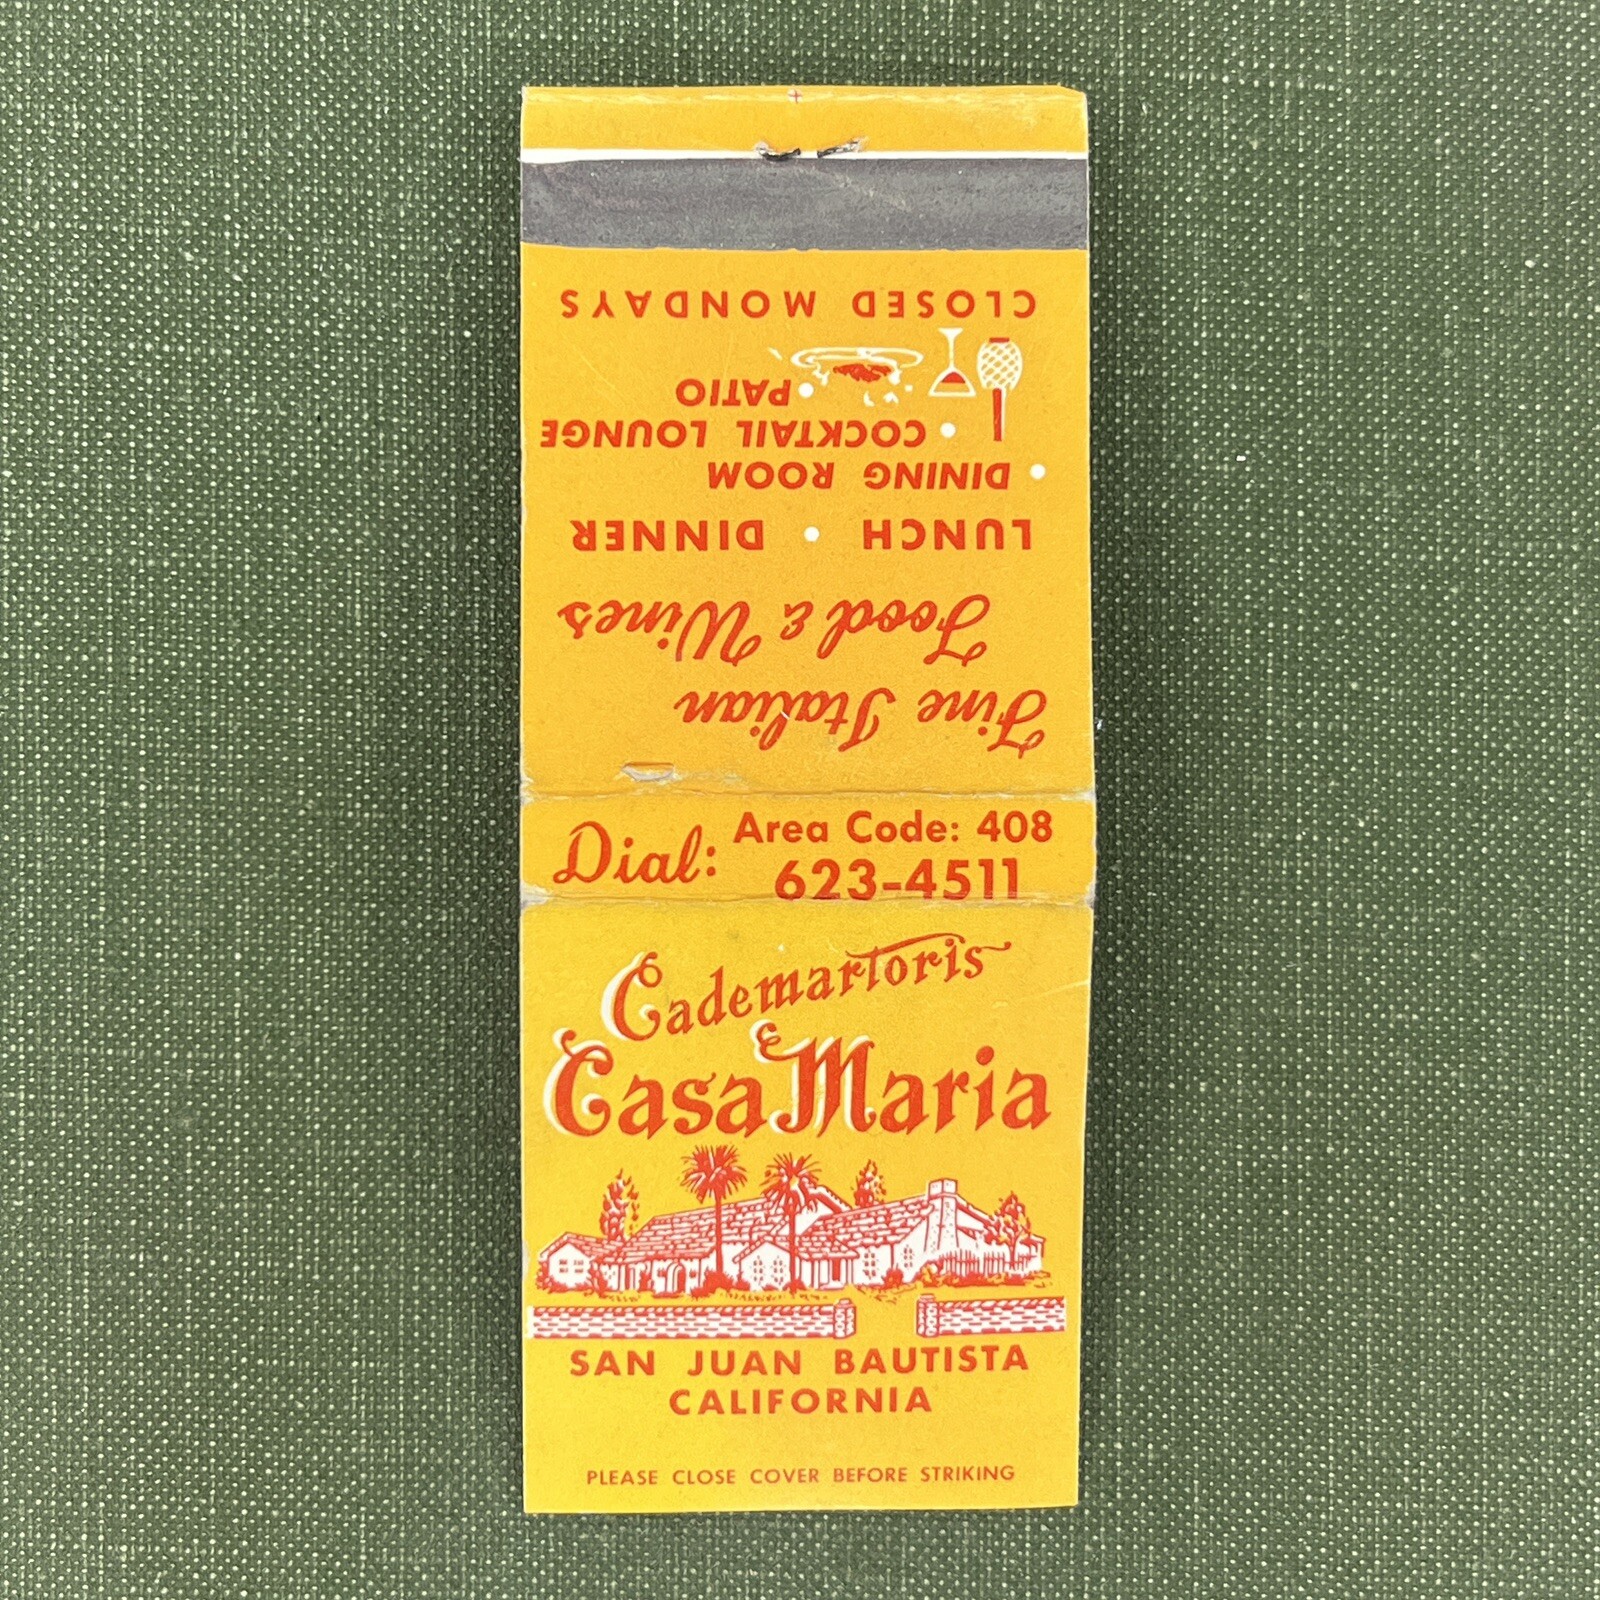 CLOSED MONDAYS
• PATIO
• COCKTAIL LOUNGE
• DINING ROOM
LUNCH • DINNER
Fine Italian
Food & Wines
Dial: Area Code: 408
623-4511
Cademartoris
Casa Maria
SAN JUAN BAUTISTA
CALIFORNIA
PLEASE CLOSE COVER BEFORE STRIKING